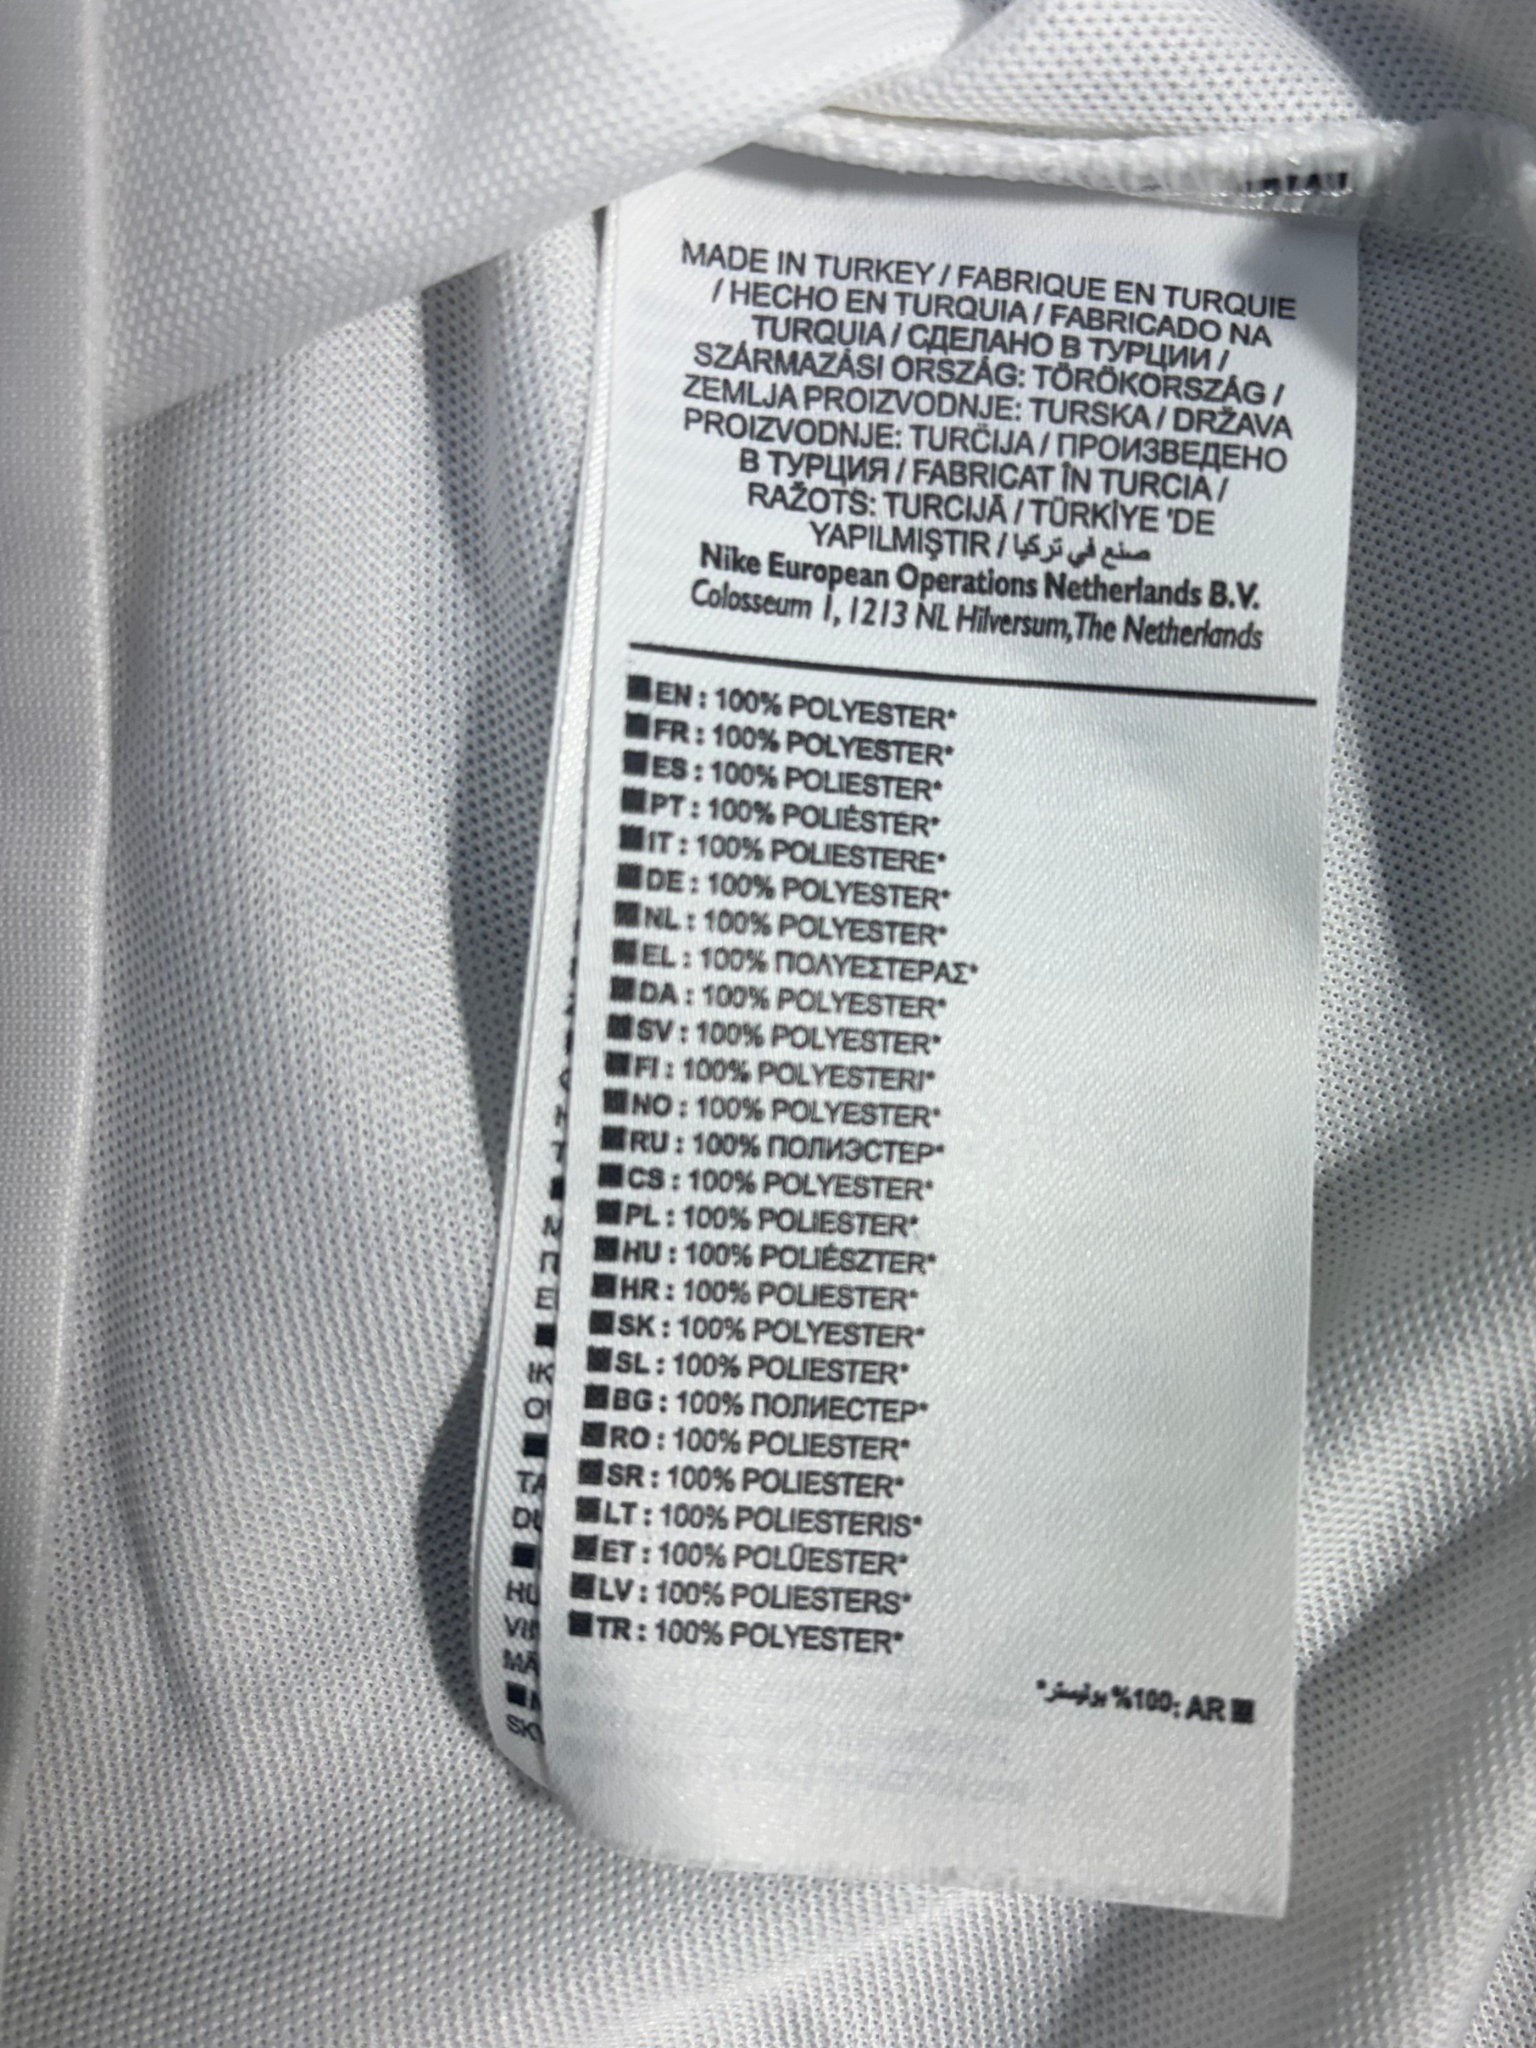 MADE IN TURKEY / FABRIQUE EN TURQUIE
/ HECHO EN TURQUIA / FABRICADO NA
TURQUIA / СДЕЛАНО В ТУРЦИИ /
SZÁRMAZÁSI ORSZÁG: TÖRÖKORSZÁG /
ZEMLJA PROIZVODNJE: TURSKA / DRŽAVA
PROIZVODNJE: TURČIJA / ПРОИЗВЕДЕНО
В ТУРЦИЯ / FABRICAT ÎN TURCIA /
RAŽOTS: TURCIJĀ / TÜRKİYE 'DE
YAPILMIŞTIR / صنع في تركيا
Nike European Operations Netherlands B.V.
Colosseum 1, 1213 NL Hilversum, The Netherlands
EN : 100% POLYESTER*
FR : 100% POLYESTER*
ES : 100% POLIESTER*
PT : 100% POLIÉSTER*
IT : 100% POLIESTERE*
DE : 100% POLYESTER*
NL : 100% POLYESTER*
EL : 100% ΠΟΛΥΕΣΤΕΡΑΣ*
DA : 100% POLYESTER*
SV : 100% POLYESTER*
FI : 100% POLYESTERI*
NO : 100% POLYESTER*
RU : 100% ПОЛИЭСТЕР*
CS : 100% POLYESTER*
PL : 100% POLIESTER*
HU : 100% POLIÉSZTER*
HR : 100% POLIESTER*
SK : 100% POLYESTER*
SL : 100% POLIESTER*
BG : 100% ПОЛИЕСТЕР*
RO : 100% POLIESTER*
SR : 100% POLIESTER*
LT : 100% POLIESTERIS*
ET : 100% POLÜESTER*
LV : 100% POLIESTERS*
TR : 100% POLYESTER*
AR :100% بوليستر*